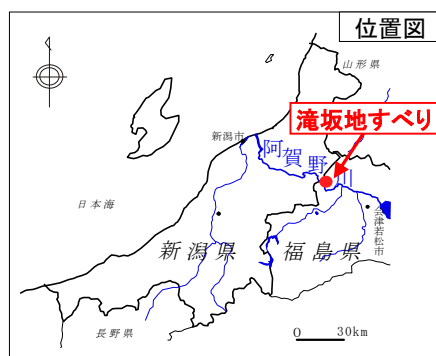 位置図
山形県
滝坂地すべり
新潟市
阿賀野川
日本海
会津若松市
新潟県
福島県
長野県
0 30km